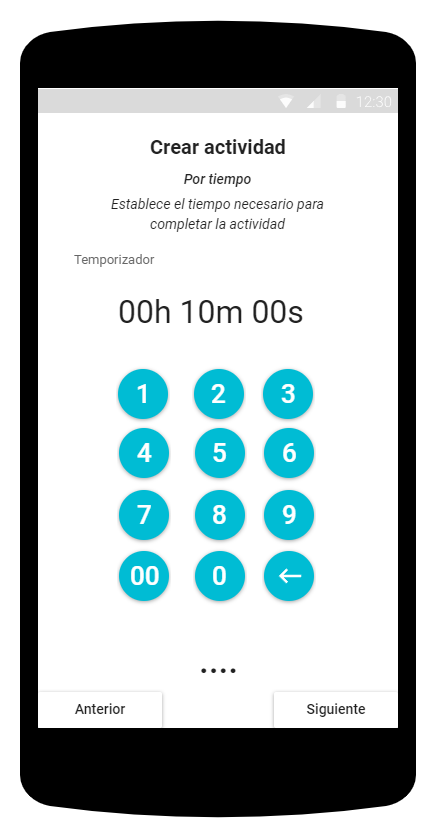 12:30
Crear actividad
Por tiempo
Establece el tiempo necesario para
completar la actividad
Temporizador
00h 10m 00s
1 2 3
4 5 6
7 8 9
00 0
Anterior Siguiente